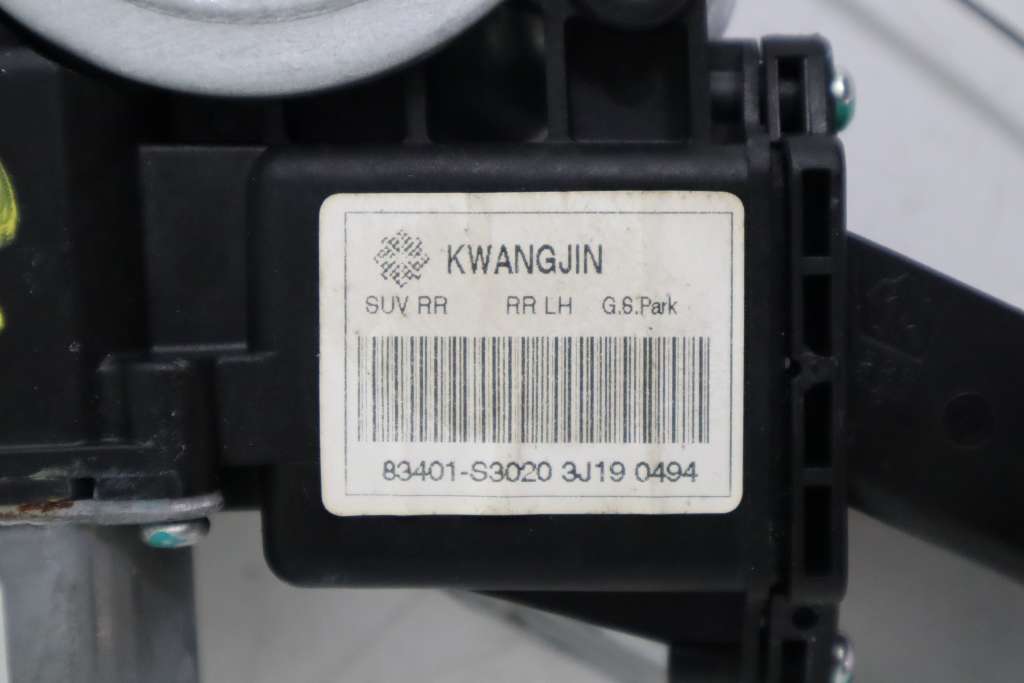 KWANGJIN
SUV RR RR LH G.S.Park
83401-S3020 3J19 0494